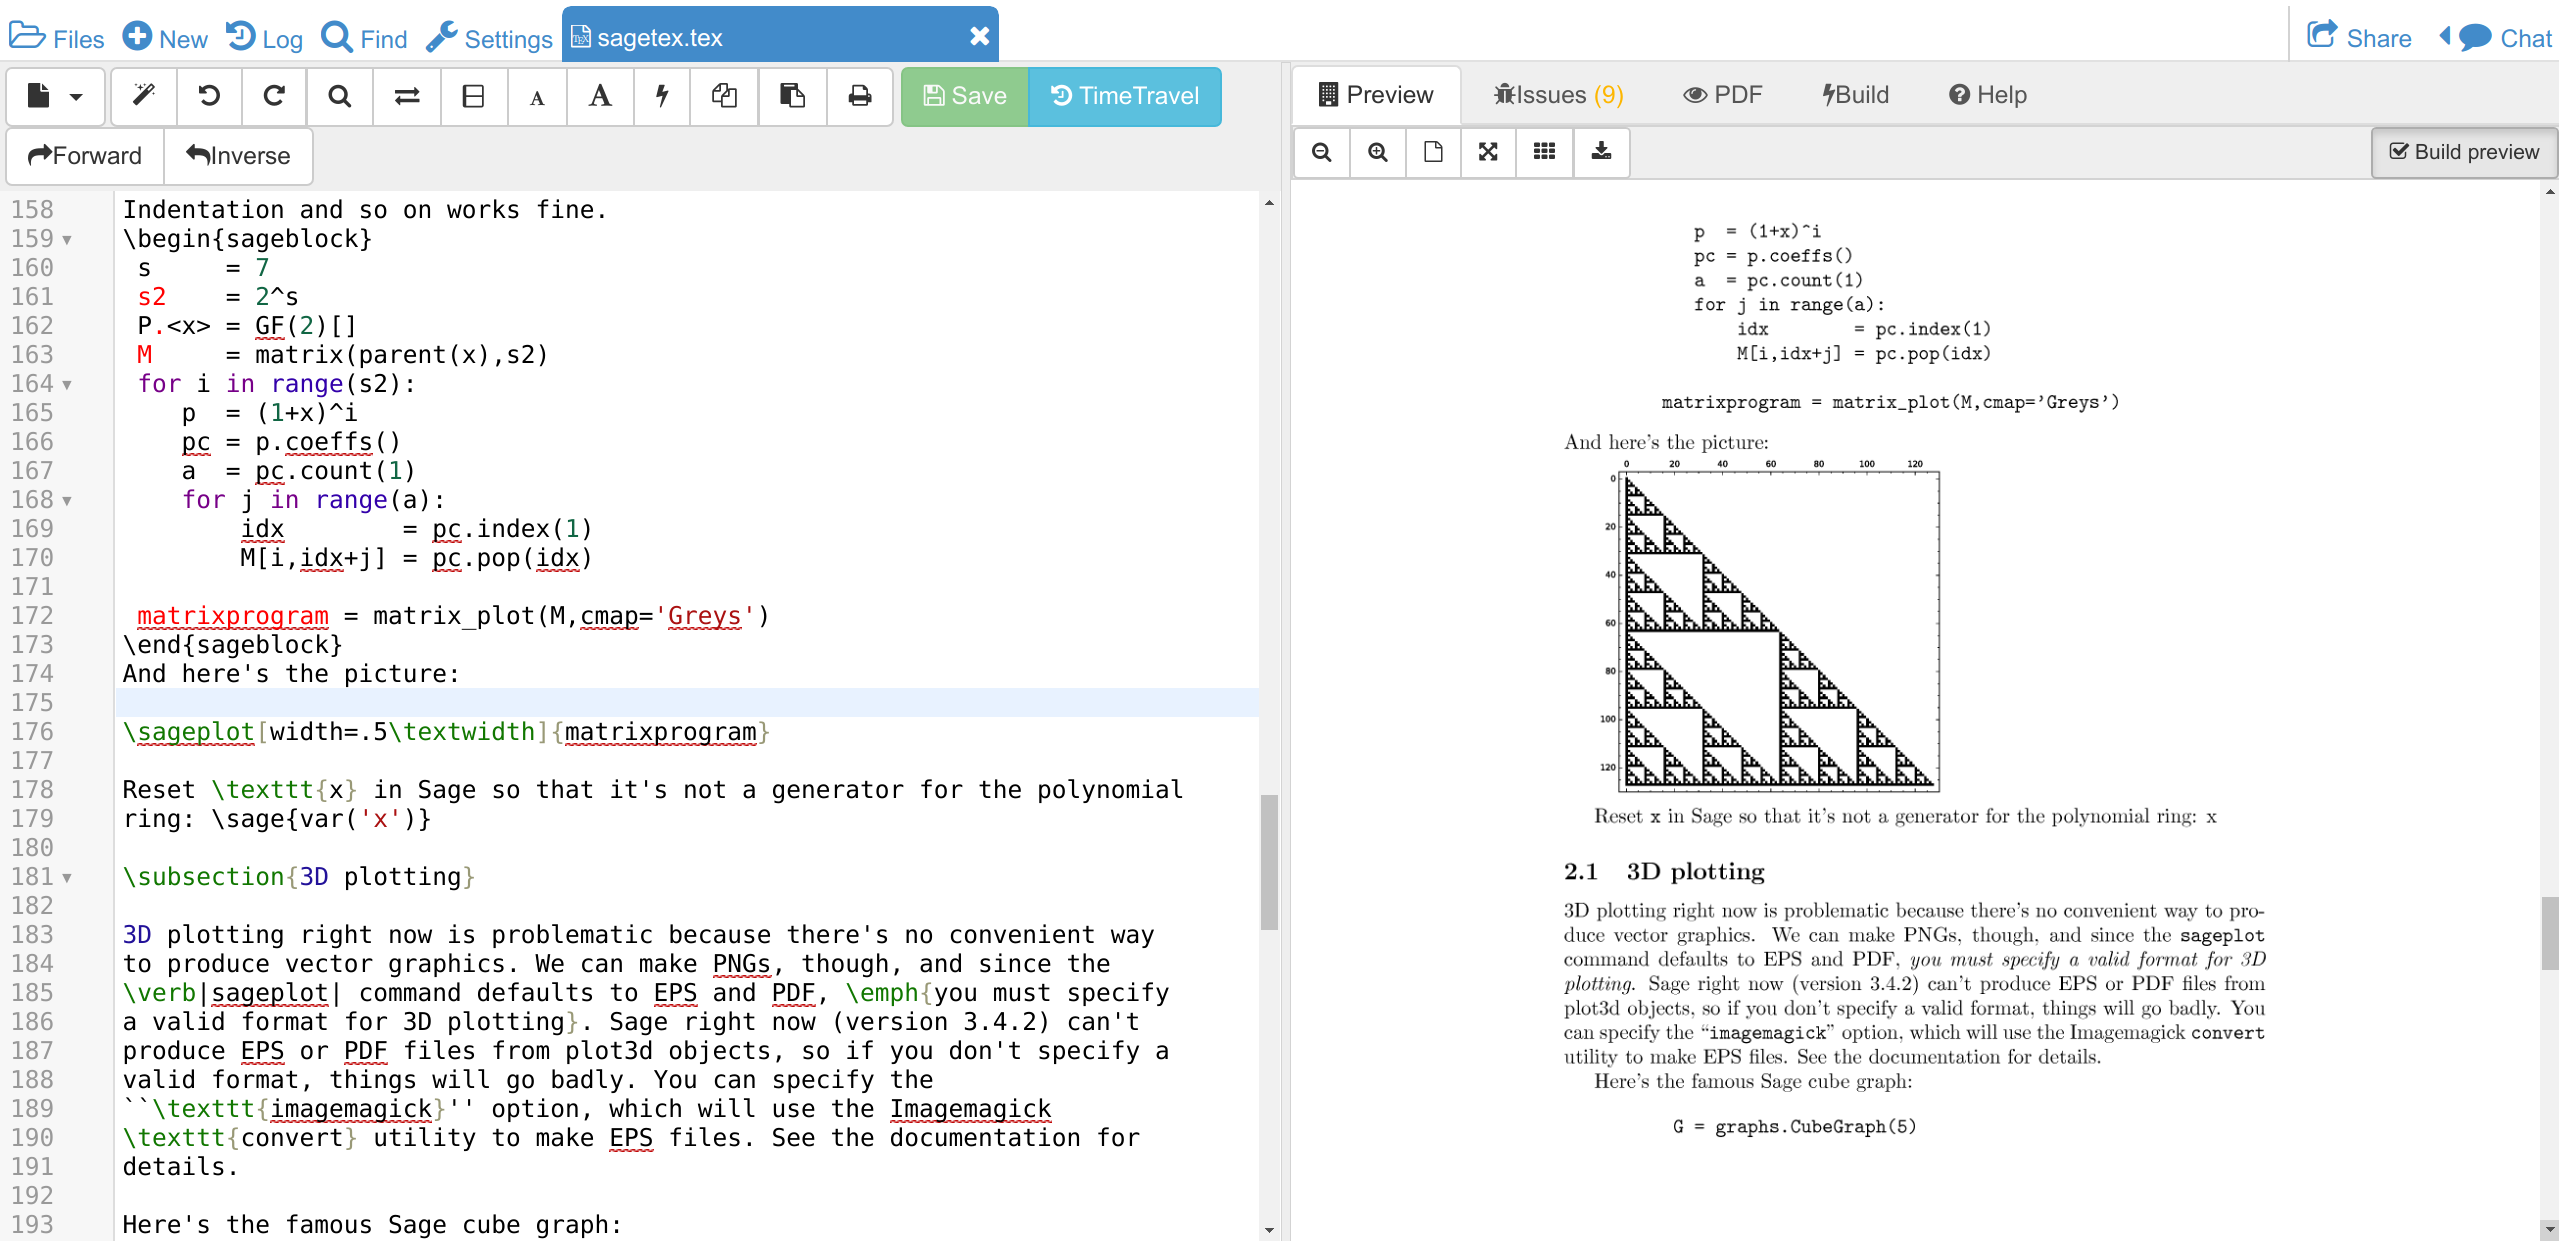 Files New Log Find Settings sagetex.tex Share Chat
Save TimeTravel
Forward Inverse
158 Indentation and so on works fine.
159 \begin{sageblock}
160  s     = 7
161  s2    = 2^s
162  P.<x> = GF(2)[]
163  M     = matrix(parent(x),s2)
164  for i in range(s2):
165     p  = (1+x)^i
166     pc = p.coeffs()
167     a  = pc.count(1)
168     for j in range(a):
169         idx        = pc.index(1)
170         M[i,idx+j] = pc.pop(idx)
171
172  matrixprogram = matrix_plot(M,cmap='Greys')
173 \end{sageblock}
174 And here's the picture:
175
176 \sageplot[width=.5\textwidth]{matrixprogram}
177
178 Reset \texttt{x} in Sage so that it's not a generator for the polynomial
179 ring: \sage{var('x')}
180
181 \subsection{3D plotting}
182
183 3D plotting right now is problematic because there's no convenient way
184 to produce vector graphics. We can make PNGs, though, and since the
185 \verb|sageplot| command defaults to EPS and PDF, \emph{you must specify
186 a valid format for 3D plotting}. Sage right now (version 3.4.2) can't
187 produce EPS or PDF files from plot3d objects, so if you don't specify a
188 valid format, things will go badly. You can specify the
189 ``\texttt{imagemagick}'' option, which will use the Imagemagick
190 \texttt{convert} utility to make EPS files. See the documentation for
191 details.
192
193 Here's the famous Sage cube graph:
Preview Issues (9) PDF Build Help
Build preview
p  = (1+x)^i
pc = p.coeffs()
a  = pc.count(1)
for j in range(a):
idx        = pc.index(1)
M[i,idx+j] = pc.pop(idx)
matrixprogram = matrix_plot(M,cmap='Greys')
And here's the picture:
0 20 40 60 80 100 120
0
20
40
60
80
100
120
Reset x in Sage so that it's not a generator for the polynomial ring: x
2.1 3D plotting
3D plotting right now is problematic because there's no convenient way to pro-
duce vector graphics. We can make PNGs, though, and since the sageplot
command defaults to EPS and PDF, you must specify a valid format for 3D
plotting. Sage right now (version 3.4.2) can't produce EPS or PDF files from
plot3d objects, so if you don't specify a valid format, things will go badly. You
can specify the “imagemagick” option, which will use the Imagemagick convert
utility to make EPS files. See the documentation for details.
Here's the famous Sage cube graph:
G = graphs.CubeGraph(5)